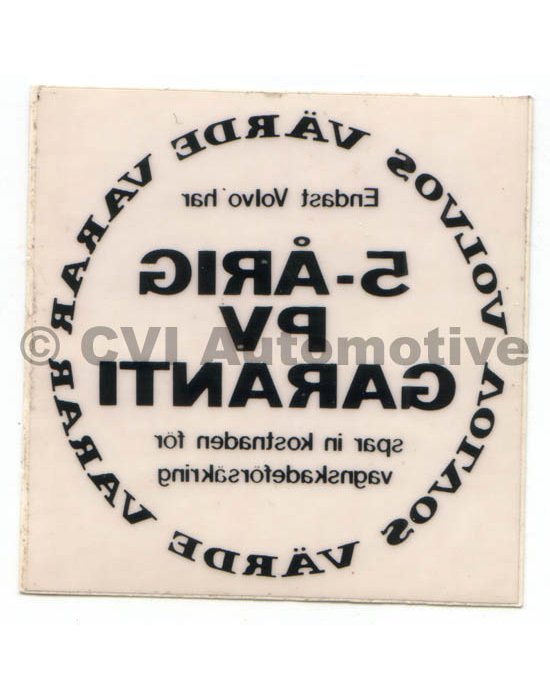 VOLVOS VÄRDE VARAR VOLVOS VÄRDE VARAR
Endast Volvo har
5-ÅRIG
PV
GARANTI
spar in kostnaden för
vagnskadeförsäkring
© CVI Automotive